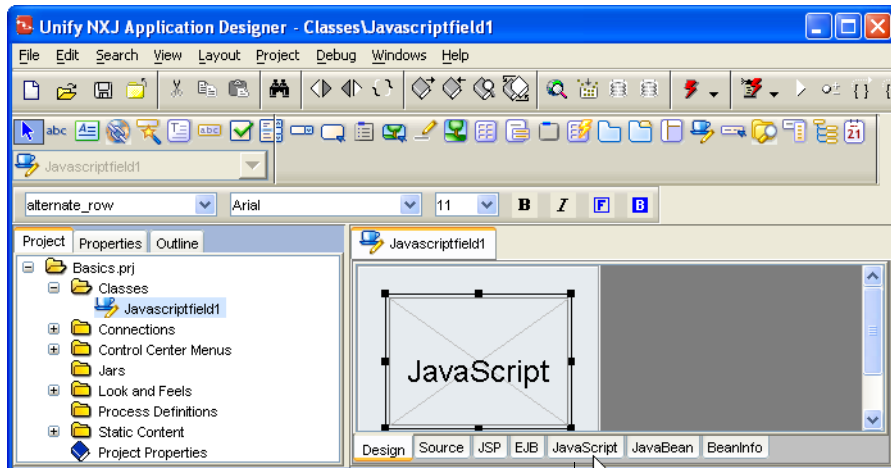 Unify NXJ Application Designer - Classes\Javascriptfield1
File Edit Search View Layout Project Debug Windows Help
abc
abc
21
Javascriptfield1
alternate_row Arial 11 B I F B
Project Properties Outline
Javascriptfield1
Basics.prj
Classes
Javascriptfield1
Connections
Control Center Menus
Jars
Look and Feels
Process Definitions
Static Content
Project Properties
JavaScript
Design Source JSP EJB JavaScript JavaBean BeanInfo